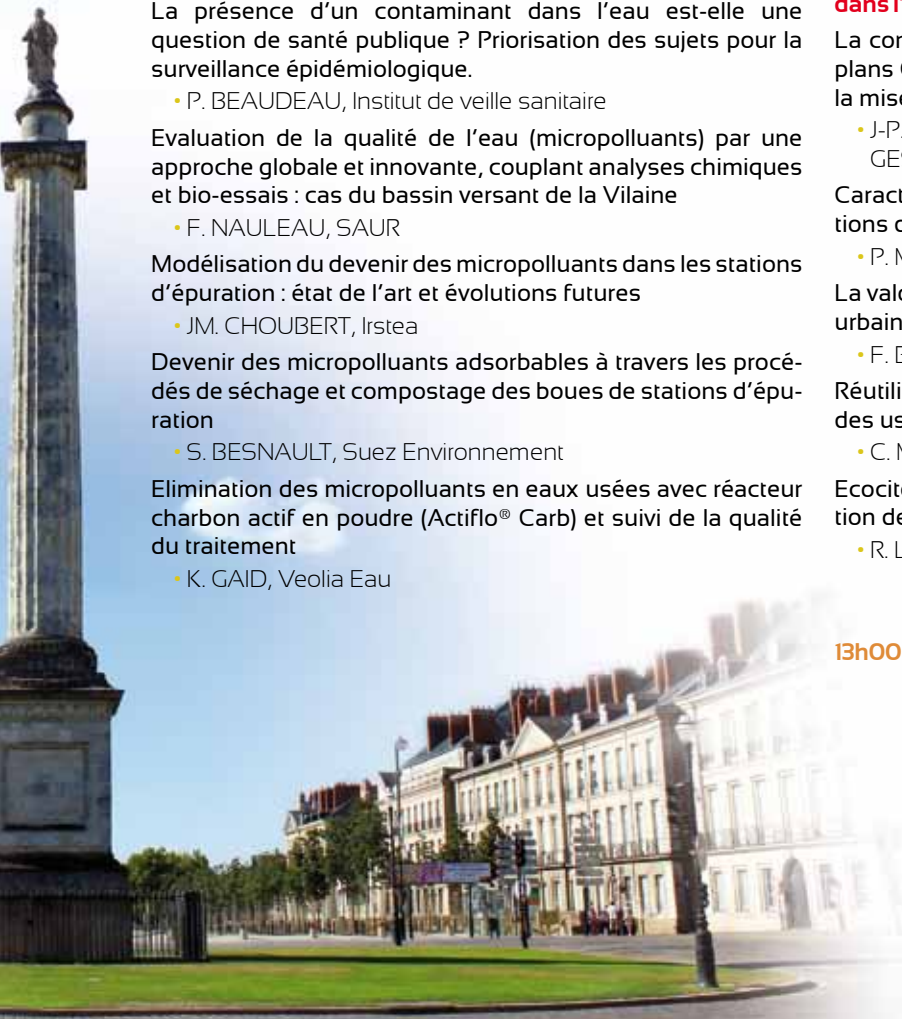 La présence d'un contaminant dans l'eau est-elle une
question de santé publique ? Priorisation des sujets pour la
surveillance épidémiologique.
• P. BEAUDEAU, Institut de veille sanitaire
Evaluation de la qualité de l'eau (micropolluants) par une
approche globale et innovante, couplant analyses chimiques
et bio-essais : cas du bassin versant de la Vilaine
• F. NAULEAU, SAUR
Modélisation du devenir des micropolluants dans les stations
d'épuration : état de l'art et évolutions futures
• JM. CHOUBERT, Irstea
Devenir des micropolluants adsorbables à travers les procé-
dés de séchage et compostage des boues de stations d'épu-
ration
• S. BESNAULT, Suez Environnement
Elimination des micropolluants en eaux usées avec réacteur
charbon actif en poudre (Actiflo® Carb) et suivi de la qualité
du traitement
• K. GAID, Veolia Eau
dans l'
La con
plans
la mise
• J-P.
GES
Caract
tions
• P.
La valo
urbain
• F.
Réutili
des us
• C.
Ecocit
tion de
• R. L
13h00